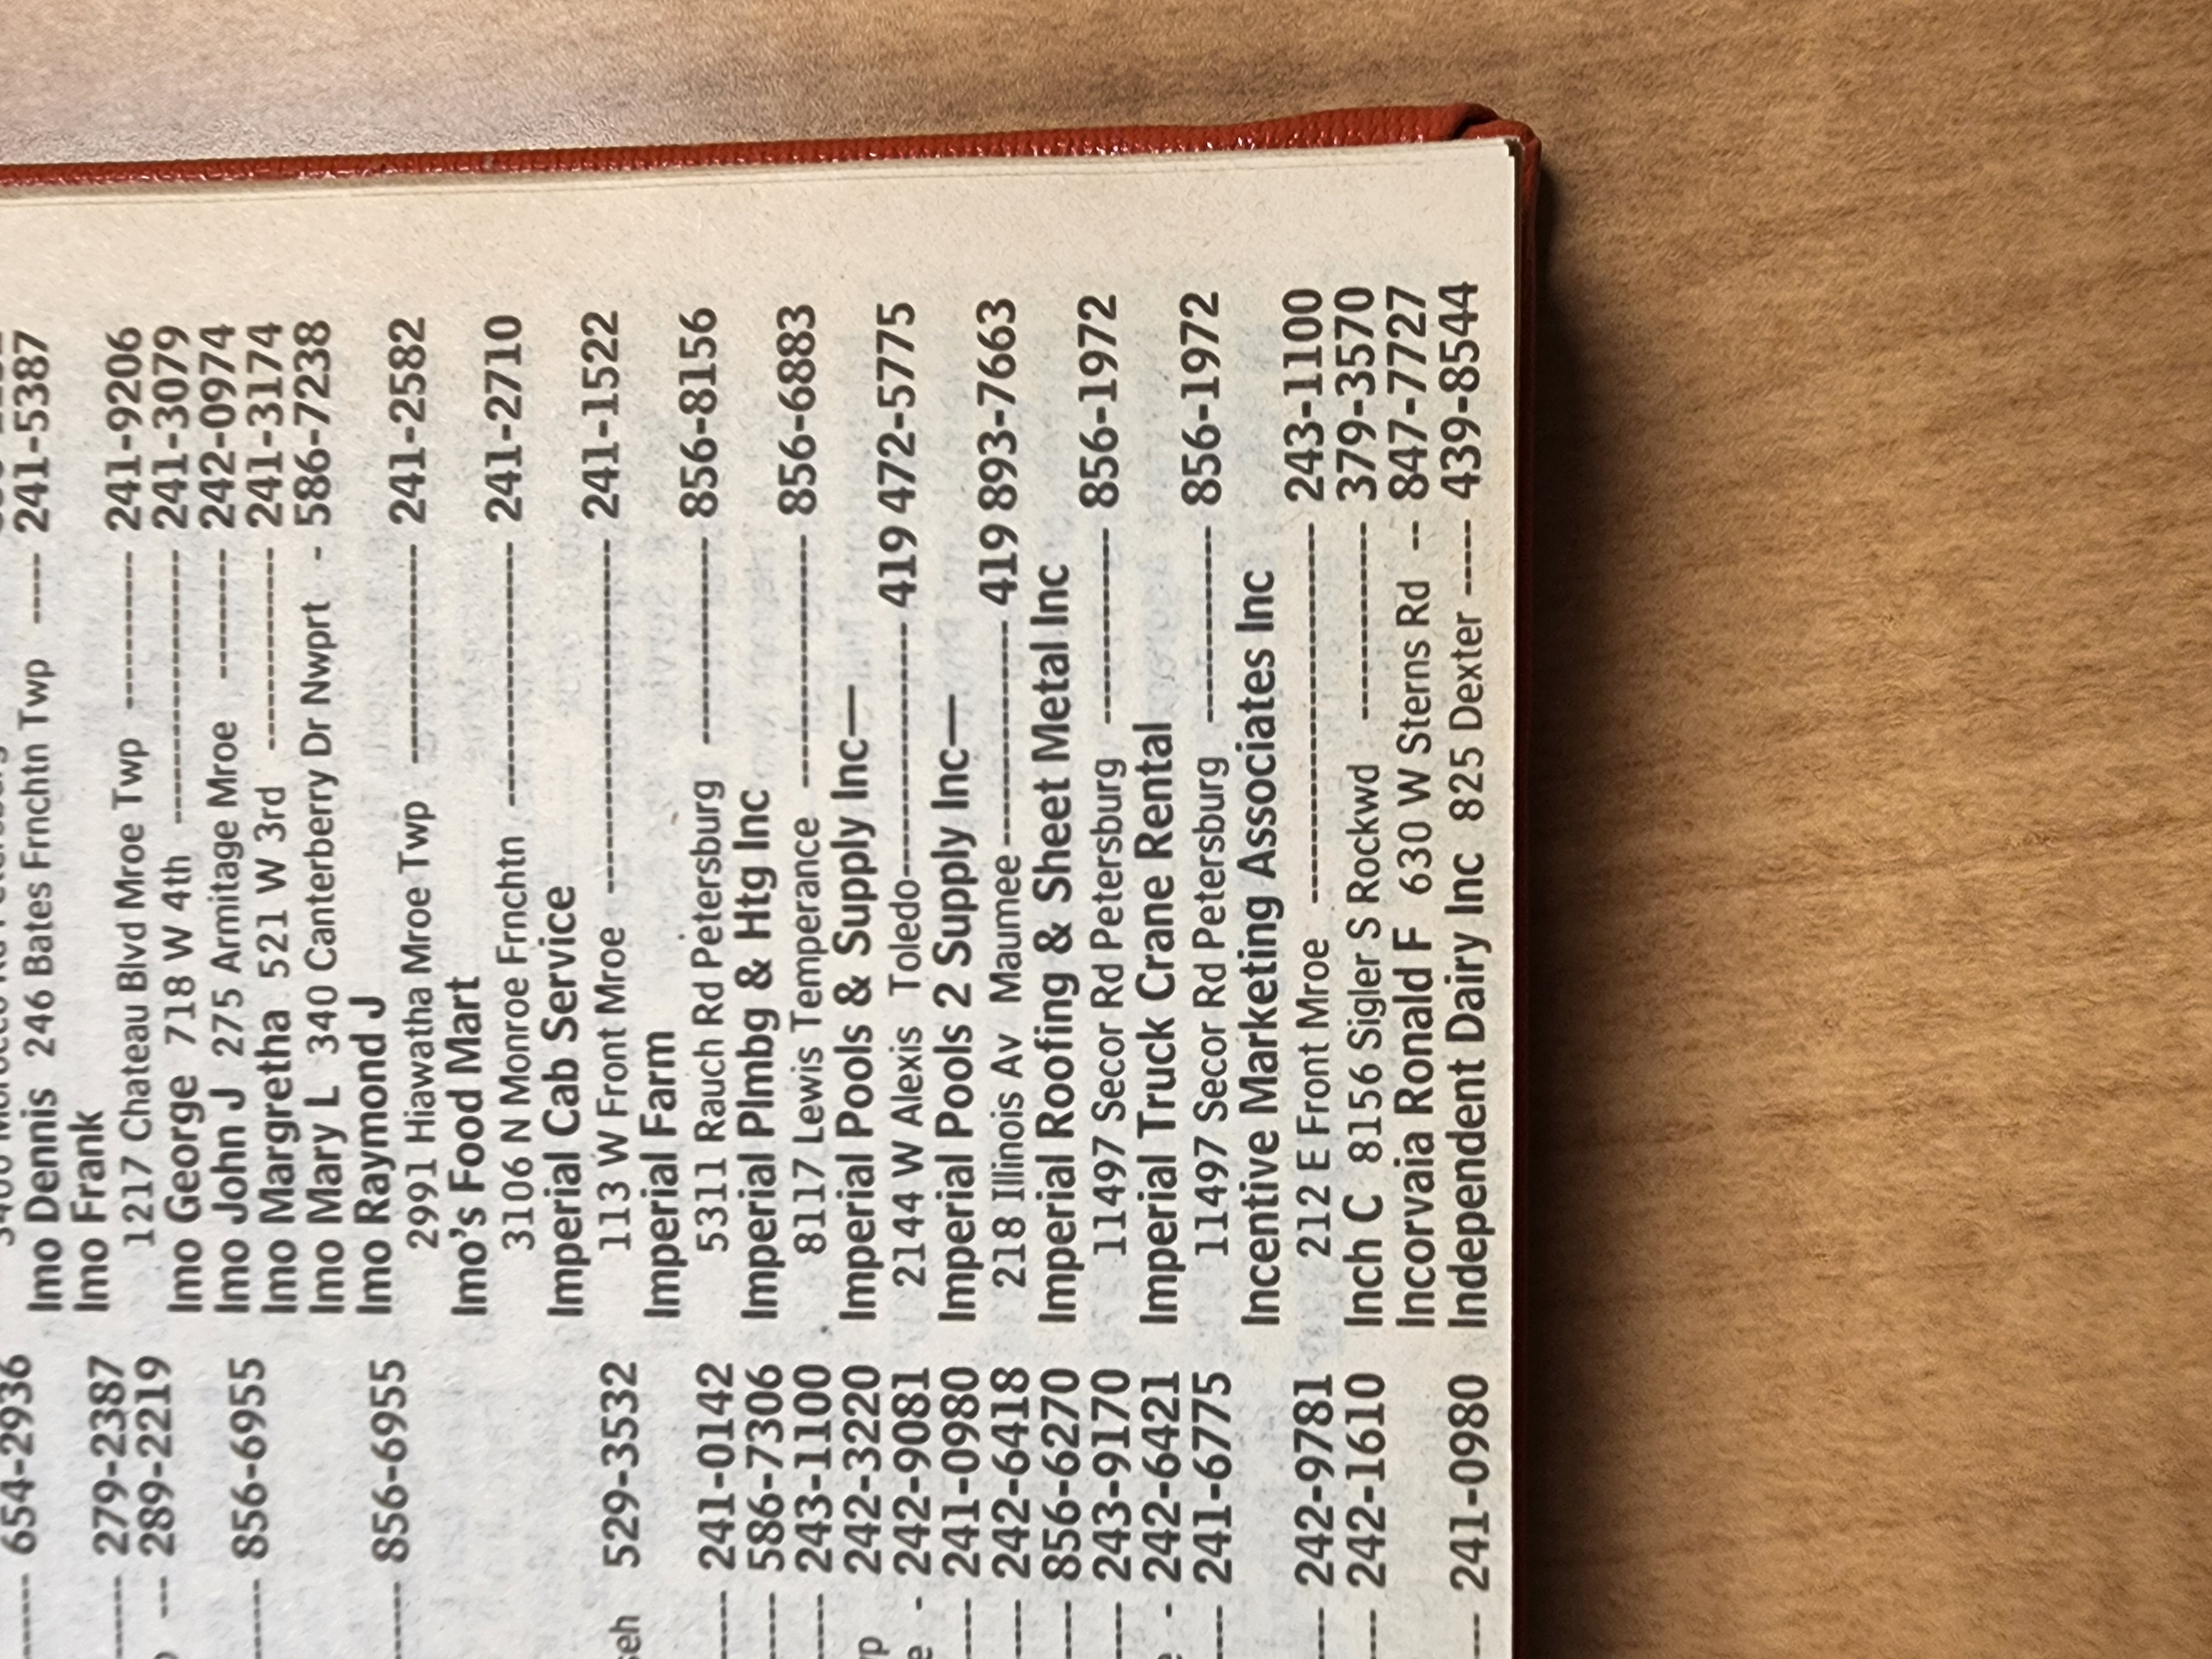 654-2936
279-2387
289-2219
856-6955
856-6955
seh 529-3532
241-0142
586-7306
243-1100
242-3220
242-9081
241-0980
242-6418
856-6270
243-9170
242-6421
241-6775
242-9781
242-1610
241-0980
Imo Dennis 246 Bates Frnchtn Twp ----- 241-5387
Imo Frank
1217 Chateau Blvd Mroe Twp ---------- 241-9206
Imo George 718 W 4th ------------------ 241-3079
Imo John J 275 Armitage Mroe -------- 242-0974
Imo Margretha 521 W 3rd ------------- 241-3174
Imo Mary L 340 Canterberry Dr Nwprt - 586-7238
Imo Raymond J
2991 Hiawatha Mroe Twp -------------- 241-2582
Imo's Food Mart
3106 N Monroe Frnchtn ----------------- 241-2710
Imperial Cab Service
113 W Front Mroe ----------------------- 241-1522
Imperial Farm
5311 Rauch Rd Petersburg ------------- 856-8156
Imperial Plmbg & Htg Inc
8117 Lewis Temperance ---------------- 856-6883
Imperial Pools & Supply Inc—
2144 W Alexis Toledo---------------- 419 472-5775
Imperial Pools 2 Supply Inc—
218 Illinois Av Maumee-------------- 419 893-7663
Imperial Roofing & Sheet Metal Inc
11497 Secor Rd Petersburg ------------ 856-1972
Imperial Truck Crane Rental
11497 Secor Rd Petersburg ------------ 856-1972
Incentive Marketing Associates Inc
212 E Front Mroe ------------------------ 243-1100
Inch C 8156 Sigler S Rockwd ------------ 379-3570
Incorvaia Ronald F 630 W Sterns Rd -- 847-7727
Independent Dairy Inc 825 Dexter ----- 439-8544